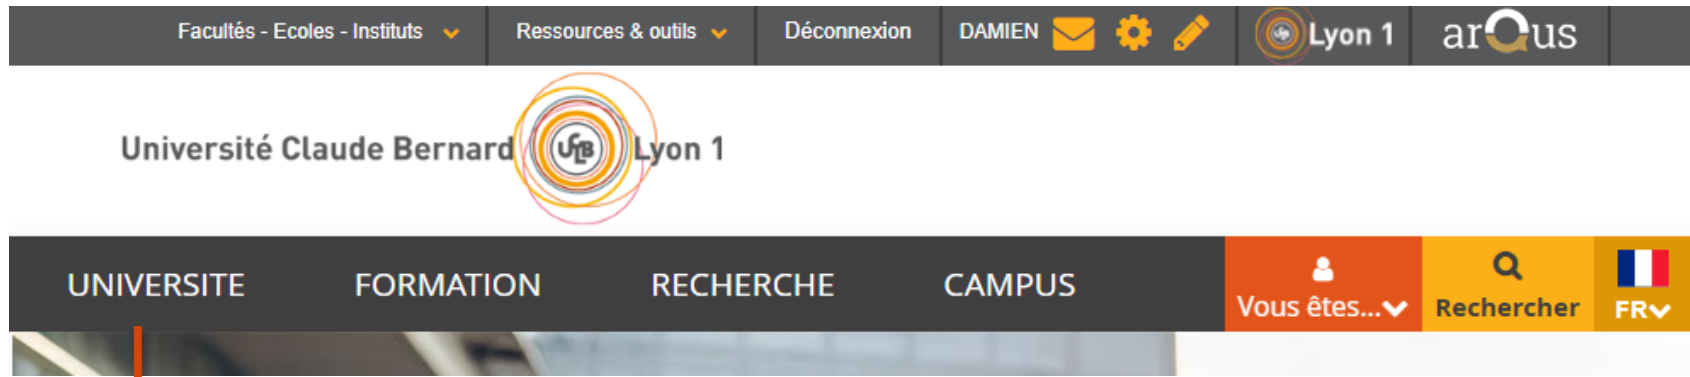 Facultés - Ecoles - Instituts Ressources & outils Déconnexion DAMIEN Lyon 1 arqus
Université Claude Bernard UCBL Lyon 1
UNIVERSITE FORMATION RECHERCHE CAMPUS Vous êtes... Rechercher FR